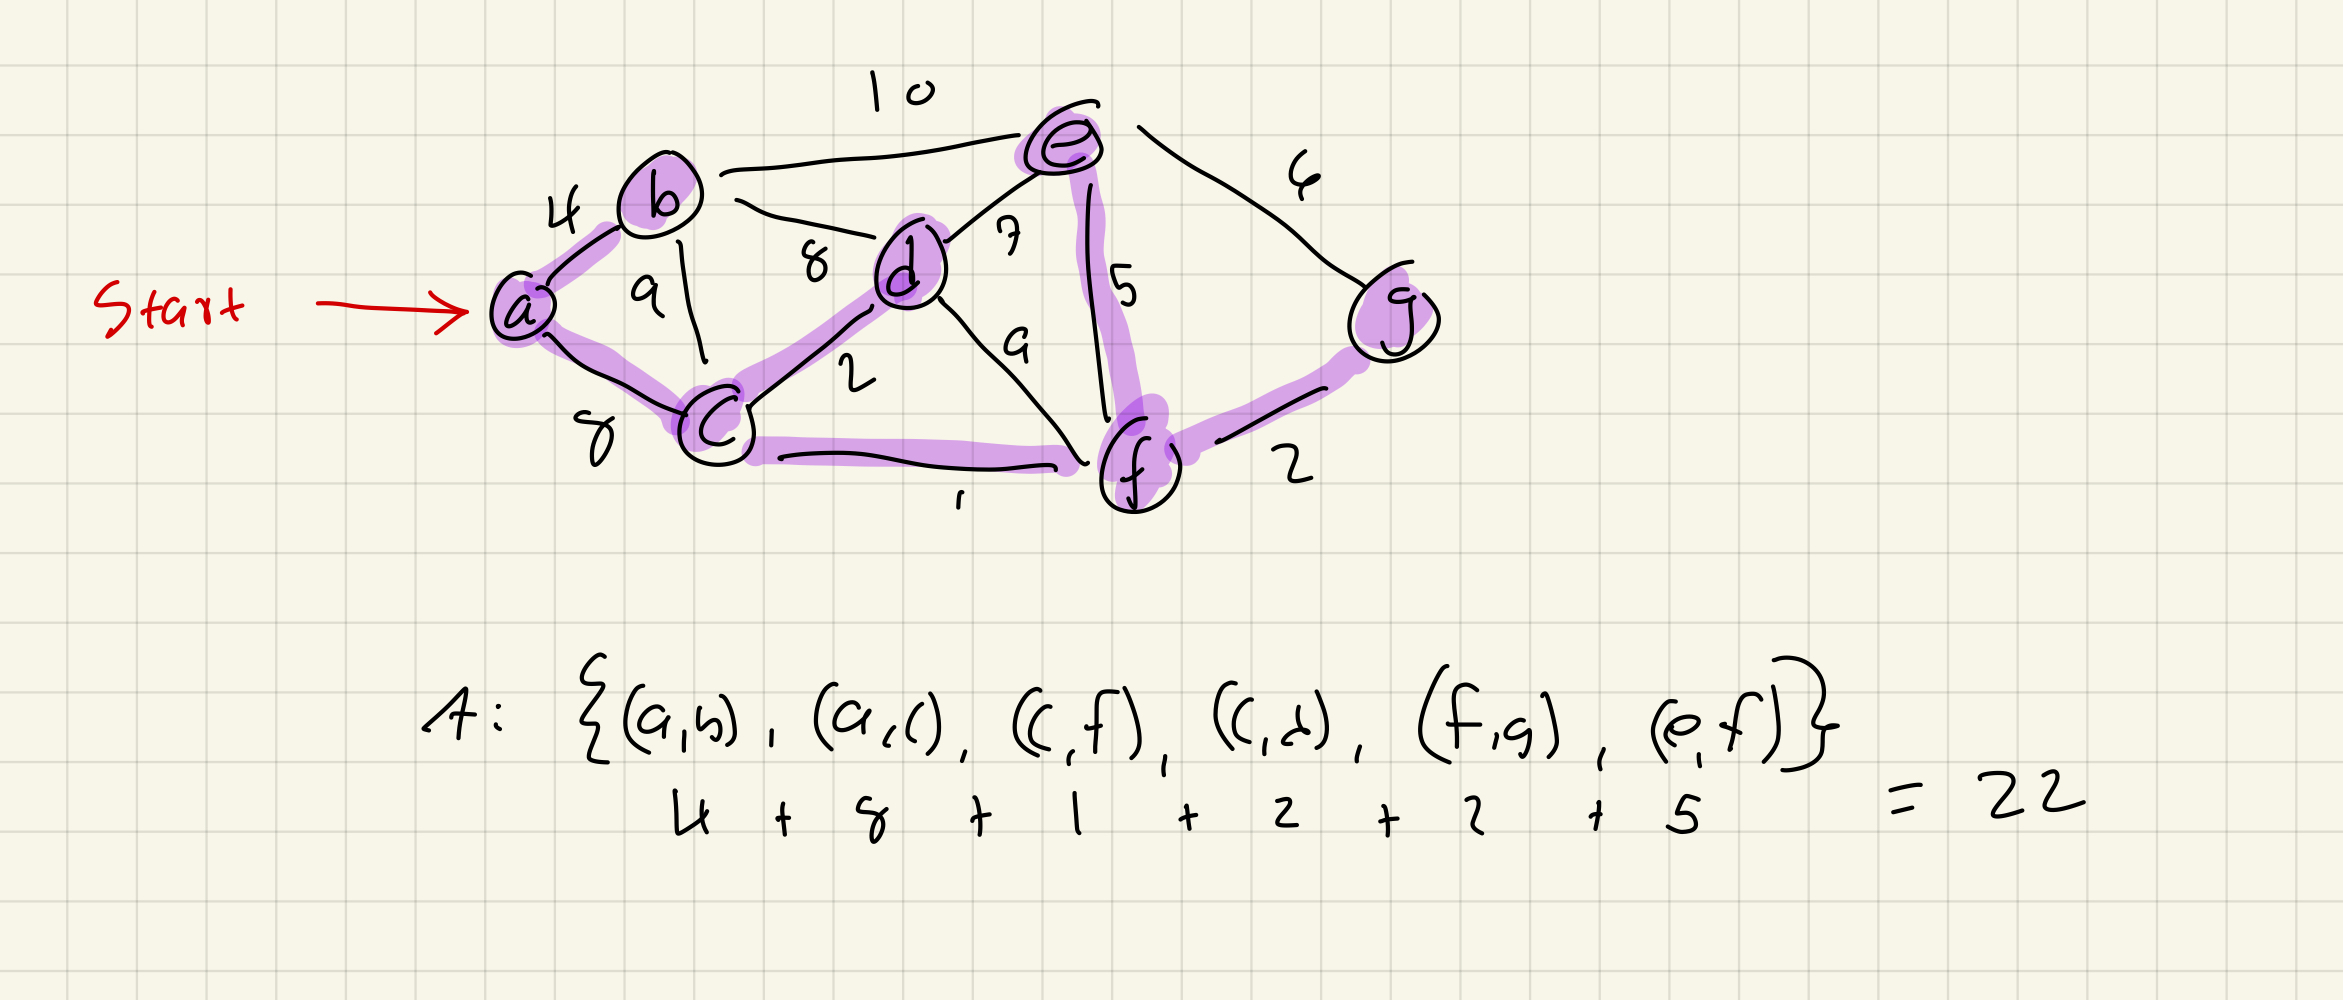 10
e
6
b
4
7
8
d
9
5
Start
a
g
9
2
8
c
f
2
1
A: {(a,b), (a,c), (c,f), (c,d), (f,g), (e,f)}
4 + 8 + 1 + 2 + 2 + 5 = 22